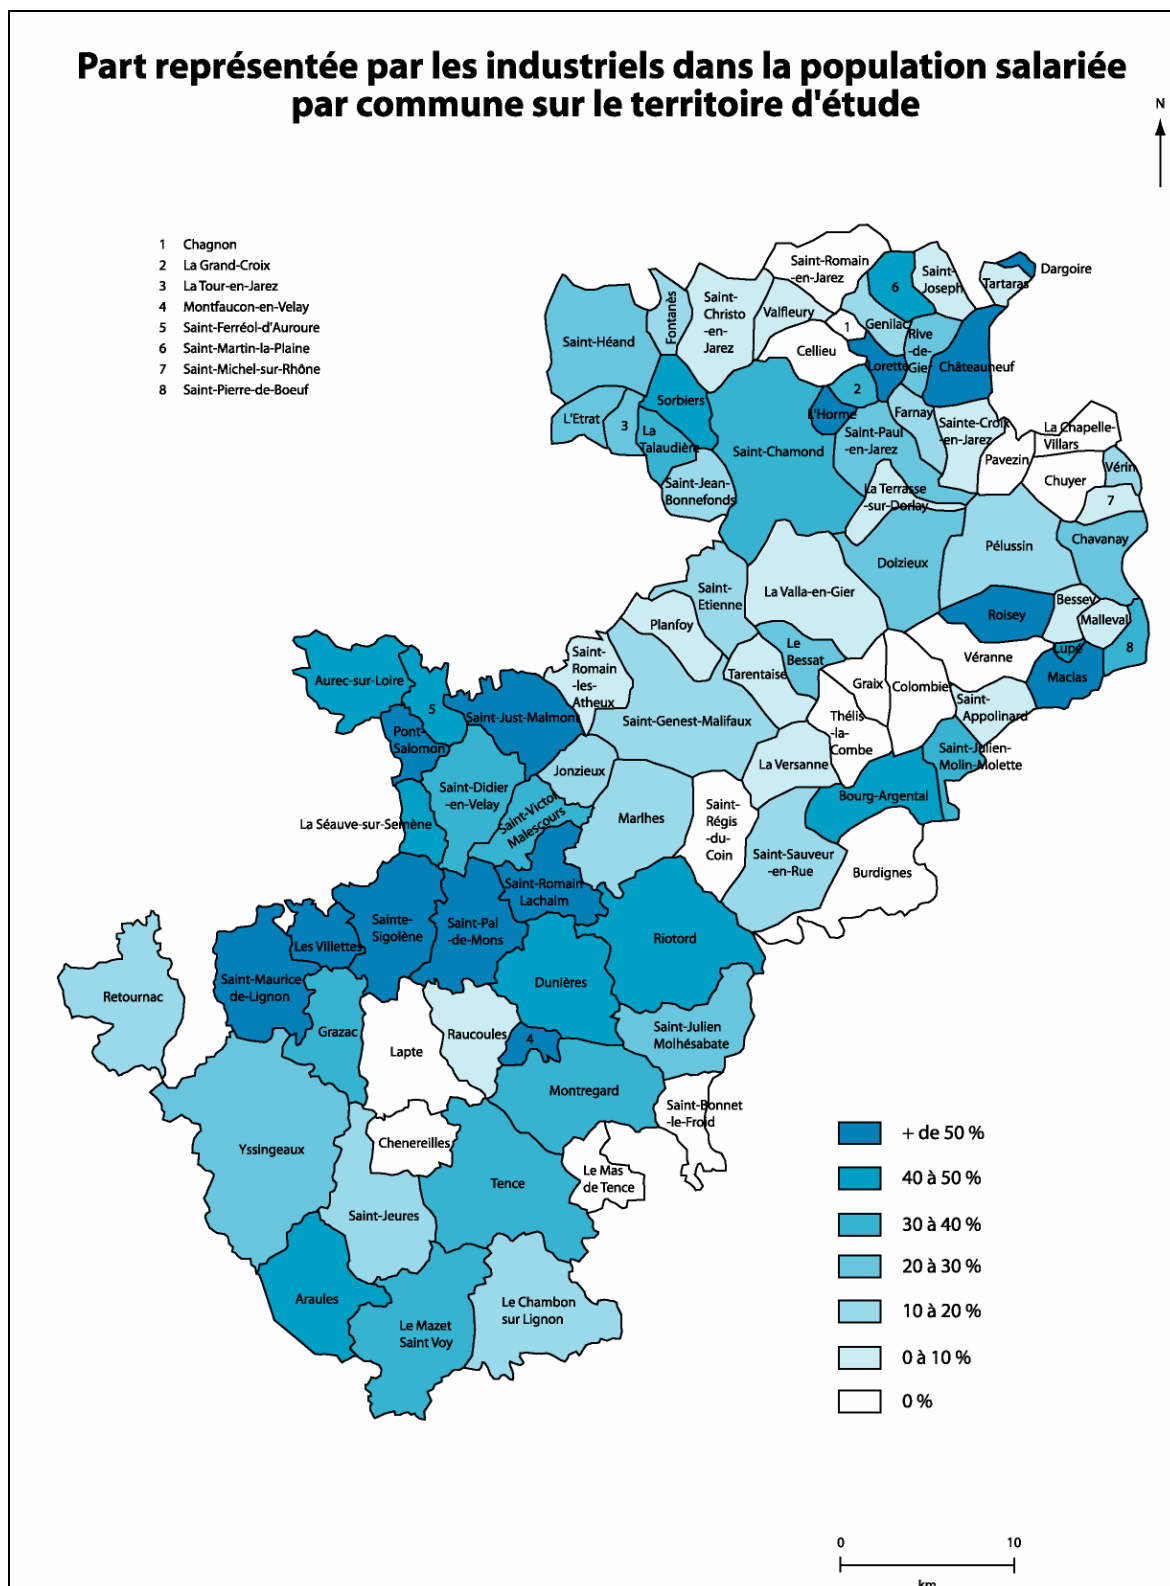 Part représentée par les industriels dans la population salariée
par commune sur le territoire d'étude
N
1 Chagnon
2 La Grand-Croix
3 La Tour-en-Jarez
4 Montfaucon-en-Velay
5 Saint-Ferréol-d'Auroure
6 Saint-Martin-la-Plaine
7 Saint-Michel-sur-Rhône
8 Saint-Pierre-de-Boeuf
Saint-Romain
-en-Jarez
Saint-
Joseph
Dargoire
Tartaras
6
Fontanès
Saint-
Christo
-en-
Jarez
Valfleury
1
Genilac
Rive
-de-
Gier
Saint-Héand
Cellieu
Lorette
Châteauneuf
2
Sorbiers
L'Horme
Farnay
L'Etrat
3
La
Talaudière
Saint-Chamond
Saint-Paul
-en-Jarez
Sainte-Croix
-en-Jarez
La Chapelle-
Villars
Pavezin
Vérin
Chuyer
Saint-Jean-
Bonnefonds
La Terrasse
-sur-Dorlay
7
Pélussin
Chavanay
Doizieux
Saint-
Etienne
La Valla-en-Gier
Bessey
Roisey
Malleval
Planfoy
Le
Bessat
Lupé
8
Véranne
Saint-
Romain
-les-
Atheux
Tarentaise
Maclas
Graix
Colombier
Aurec-sur-Loire
Saint-
Appolinard
5
Saint-Just-Malmont
Saint-Genest-Malifaux
Thélis
-la-
Combe
Pont-
Salomon
Saint-Julien-
Molin-Molette
Jonzieux
La Versanne
Saint-Didier
-en-Velay
Bourg-Argental
Saint-Victor
Malescours
Marlhes
Saint-
Régis
-du-
Coin
La Séauve-sur-Semène
Saint-Sauveur
-en-Rue
Burdignes
Saint-Romain
Lachalm
Sainte-
Sigolène
Saint-Pal
-de-Mons
Riotord
Les Villettes
Saint-Maurice
de-Lignon
Dunières
Retournac
Grazac
Raucoules
4
Saint-Julien
Molhésabate
Lapte
Montregard
Saint-Bonnet
-le-Froid
Yssingeaux
Chenereilles
Le Mas
de Tence
Tence
Saint-Jeures
Araules
Le Mazet
Saint Voy
Le Chambon
sur Lignon
+ de 50 %
40 à 50 %
30 à 40 %
20 à 30 %
10 à 20 %
0 à 10 %
0 %
0 10
km